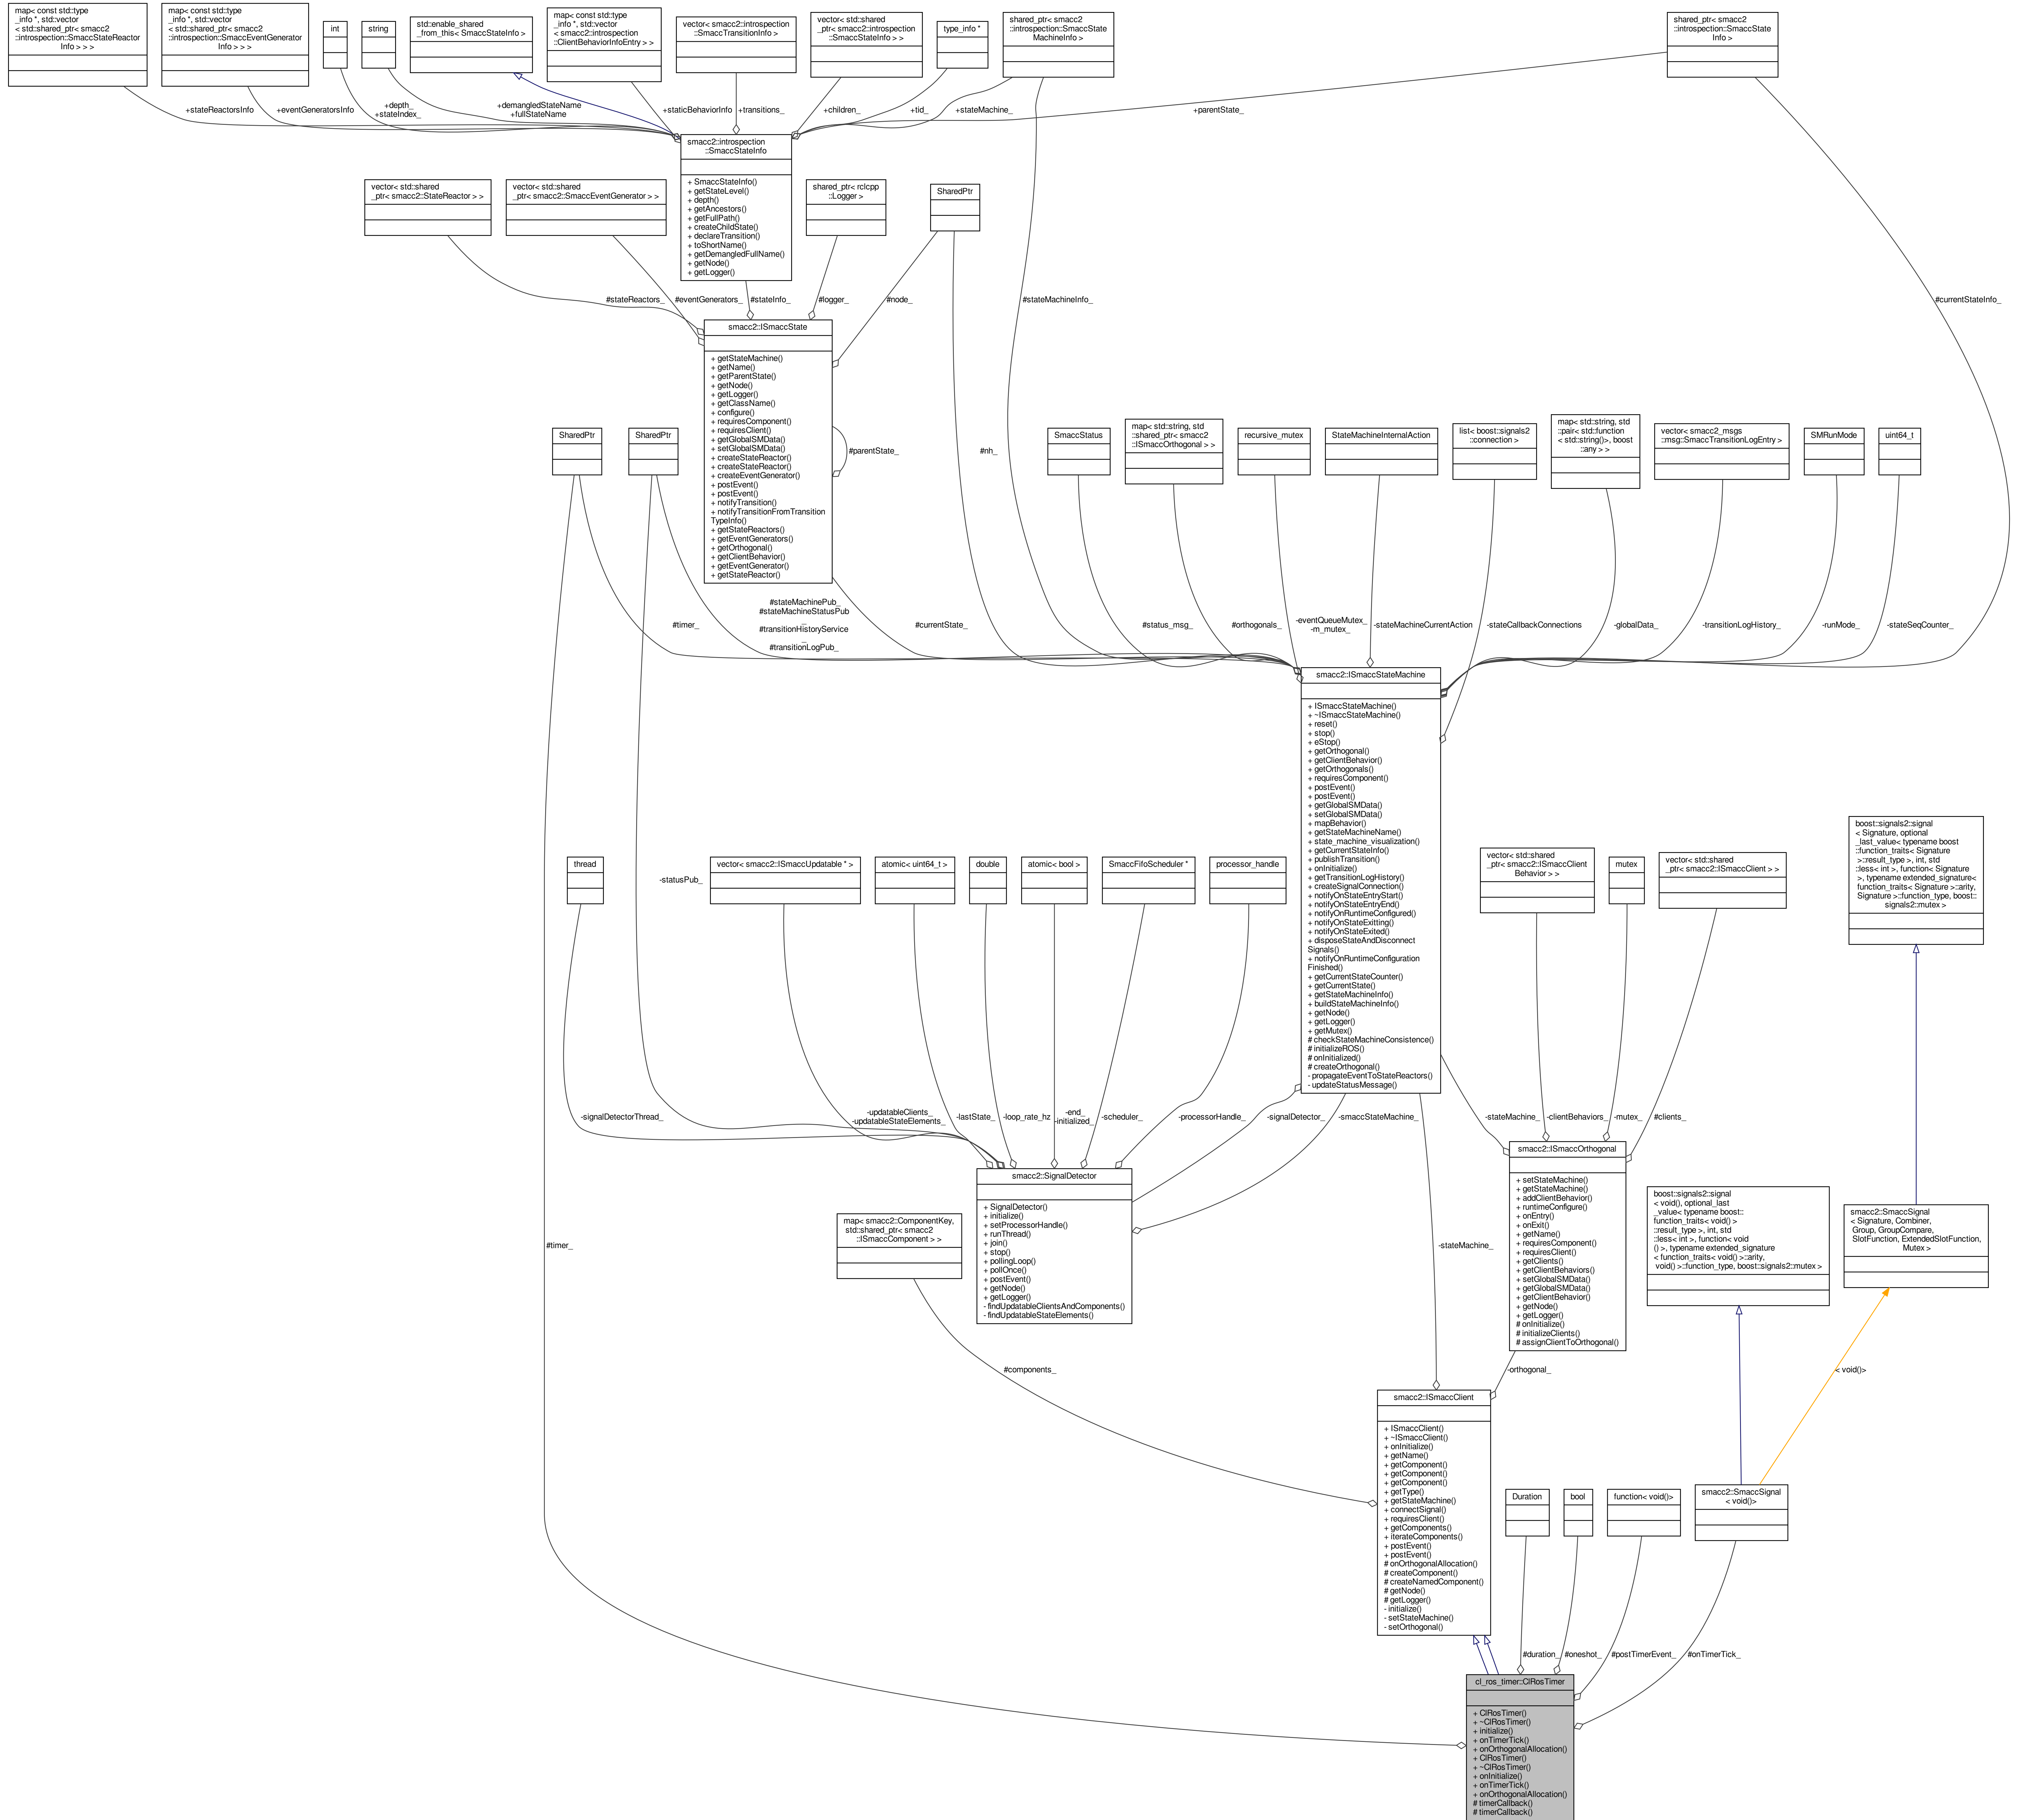 map< const std::type
_info *, std::vector
< std::shared_ptr< smacc2
::introspection::SmaccStateReactor
Info > > >
map< const std::type
_info *, std::vector
< std::shared_ptr< smacc2
::introspection::SmaccEventGenerator
Info > > >
int
string
std::enable_shared
_from_this< SmaccStateInfo >
map< const std::type
_info *, std::vector
< smacc2::introspection
::ClientBehaviorInfoEntry > >
vector< smacc2::introspection
::SmaccTransitionInfo >
vector< std::shared
_ptr< smacc2::introspection
::SmaccStateInfo > >
type_info *
shared_ptr< smacc2
::introspection::SmaccState
MachineInfo >
shared_ptr< smacc2
::introspection::SmaccState
Info >
+stateReactorsInfo
+eventGeneratorsInfo
+depth_
+stateIndex_
+demangledStateName
+fullStateName
+staticBehaviorInfo
+transitions_
+children_
+tid_
+stateMachine_
+parentState_
smacc2::introspection
::SmaccStateInfo
+ SmaccStateInfo()
+ getStateLevel()
+ depth()
+ getAncestors()
+ getFullPath()
+ createChildState()
+ declareTransition()
+ toShortName()
+ getDemangledFullName()
+ getNode()
+ getLogger()
vector< std::shared
_ptr< smacc2::StateReactor > >
vector< std::shared
_ptr< smacc2::SmaccEventGenerator > >
shared_ptr< rclcpp
::Logger >
SharedPtr
#stateReactors_
#eventGenerators_
#stateInfo_
#logger_
#node_
#stateMachineInfo_
#currentStateInfo_
smacc2::ISmaccState
+ getStateMachine()
+ getName()
+ getParentState()
+ getNode()
+ getLogger()
+ getClassName()
+ configure()
+ requiresComponent()
+ requiresClient()
+ getGlobalSMData()
+ setGlobalSMData()
+ createStateReactor()
+ createStateReactor()
+ createEventGenerator()
+ postEvent()
+ postEvent()
+ notifyTransition()
+ notifyTransitionFromTransition
TypeInfo()
+ getStateReactors()
+ getEventGenerators()
+ getOrthogonal()
+ getClientBehavior()
+ getEventGenerator()
+ getStateReactor()
#parentState_
#nh_
SharedPtr
SharedPtr
SmaccStatus
map< std::string, std
::shared_ptr< smacc2
::ISmaccOrthogonal > >
recursive_mutex
StateMachineInternalAction
list< boost::signals2
::connection >
map< std::string, std
::pair< std::function
< std::string()>, boost
::any > >
vector< smacc2_msgs
::msg::SmaccTransitionLogEntry >
SMRunMode
uint64_t
#timer_
#stateMachinePub_
#stateMachineStatusPub
_
#transitionHistoryService
_
#transitionLogPub_
#currentState_
#status_msg_
#orthogonals_
-eventQueueMutex_
-m_mutex_
-stateMachineCurrentAction
-stateCallbackConnections
-globalData_
-transitionLogHistory_
-runMode_
-stateSeqCounter_
smacc2::ISmaccStateMachine
+ ISmaccStateMachine()
+ ~ISmaccStateMachine()
+ reset()
+ stop()
+ eStop()
+ getOrthogonal()
+ getClientBehavior()
+ getOrthogonals()
+ requiresComponent()
+ postEvent()
+ postEvent()
+ getGlobalSMData()
+ setGlobalSMData()
+ mapBehavior()
+ getStateMachineName()
+ state_machine_visualization()
+ getCurrentStateInfo()
+ publishTransition()
+ onInitialize()
+ getTransitionLogHistory()
+ createSignalConnection()
+ notifyOnStateEntryStart()
+ notifyOnStateEntryEnd()
+ notifyOnRuntimeConfigured()
+ notifyOnStateExitting()
+ notifyOnStateExited()
+ disposeStateAndDisconnect
Signals()
+ notifyOnRuntimeConfiguration
Finished()
+ getCurrentStateCounter()
+ getCurrentState()
+ getStateMachineInfo()
+ buildStateMachineInfo()
+ getNode()
+ getLogger()
+ getMutex()
# checkStateMachineConsistence()
# initializeROS()
# onInitialized()
# createOrthogonal()
- propagateEventToStateReactors()
- updateStatusMessage()
thread
-statusPub_
vector< smacc2::ISmaccUpdatable * >
atomic< uint64_t >
double
atomic< bool >
SmaccFifoScheduler *
processor_handle
vector< std::shared
_ptr< smacc2::ISmaccClient
Behavior > >
mutex
vector< std::shared
_ptr< smacc2::ISmaccClient > >
boost::signals2::signal
< Signature, optional
_last_value< typename boost
::function_traits< Signature
>::result_type >, int, std
::less< int >, function< Signature
>, typename extended_signature<
function_traits< Signature >::arity,
Signature >::function_type, boost::
signals2::mutex >
-signalDetectorThread_
-updatableClients_
-updatableStateElements_
-lastState_
-loop_rate_hz
-end_
-initialized_
-scheduler_
-processorHandle_
-signalDetector_
-smaccStateMachine_
-stateMachine_
-clientBehaviors_
-mutex_
#clients_
smacc2::SignalDetector
+ SignalDetector()
+ initialize()
+ setProcessorHandle()
+ runThread()
+ join()
+ stop()
+ pollingLoop()
+ pollOnce()
+ postEvent()
+ getNode()
+ getLogger()
- findUpdatableClientsAndComponents()
- findUpdatableStateElements()
smacc2::ISmaccOrthogonal
+ setStateMachine()
+ getStateMachine()
+ addClientBehavior()
+ runtimeConfigure()
+ onEntry()
+ onExit()
+ getName()
+ requiresComponent()
+ requiresClient()
+ getClients()
+ getClientBehaviors()
+ setGlobalSMData()
+ getGlobalSMData()
+ getClientBehavior()
+ getNode()
+ getLogger()
# onInitialize()
# initializeClients()
# assignClientToOrthogonal()
boost::signals2::signal
< void(), optional_last
_value< typename boost::
function_traits< void() >
::result_type >, int, std
::less< int >, function< void
() >, typename extended_signature
< function_traits< void() >::arity,
void() >::function_type, boost::signals2::mutex >
smacc2::SmaccSignal
< Signature, Combiner,
Group, GroupCompare,
SlotFunction, ExtendedSlotFunction,
Mutex >
map< smacc2::ComponentKey,
std::shared_ptr< smacc2
::ISmaccComponent > >
#timer_
-stateMachine_
#components_
-orthogonal_
< void()>
smacc2::ISmaccClient
+ ISmaccClient()
+ ~ISmaccClient()
+ onInitialize()
+ getName()
+ getComponent()
+ getComponent()
+ getComponent()
+ getType()
+ getStateMachine()
+ connectSignal()
+ requiresClient()
+ getComponents()
+ iterateComponents()
+ postEvent()
+ postEvent()
# onOrthogonalAllocation()
# createComponent()
# createNamedComponent()
# getNode()
# getLogger()
- initialize()
- setStateMachine()
- setOrthogonal()
Duration
bool
function< void()>
smacc2::SmaccSignal
< void()>
#duration_
#oneshot_
#postTimerEvent_
#onTimerTick_
cl_ros_timer::ClRosTimer
+ ClRosTimer()
+ ~ClRosTimer()
+ initialize()
+ onTimerTick()
+ onOrthogonalAllocation()
+ ClRosTimer()
+ ~ClRosTimer()
+ onInitialize()
+ onTimerTick()
+ onOrthogonalAllocation()
# timerCallback()
# timerCallback()